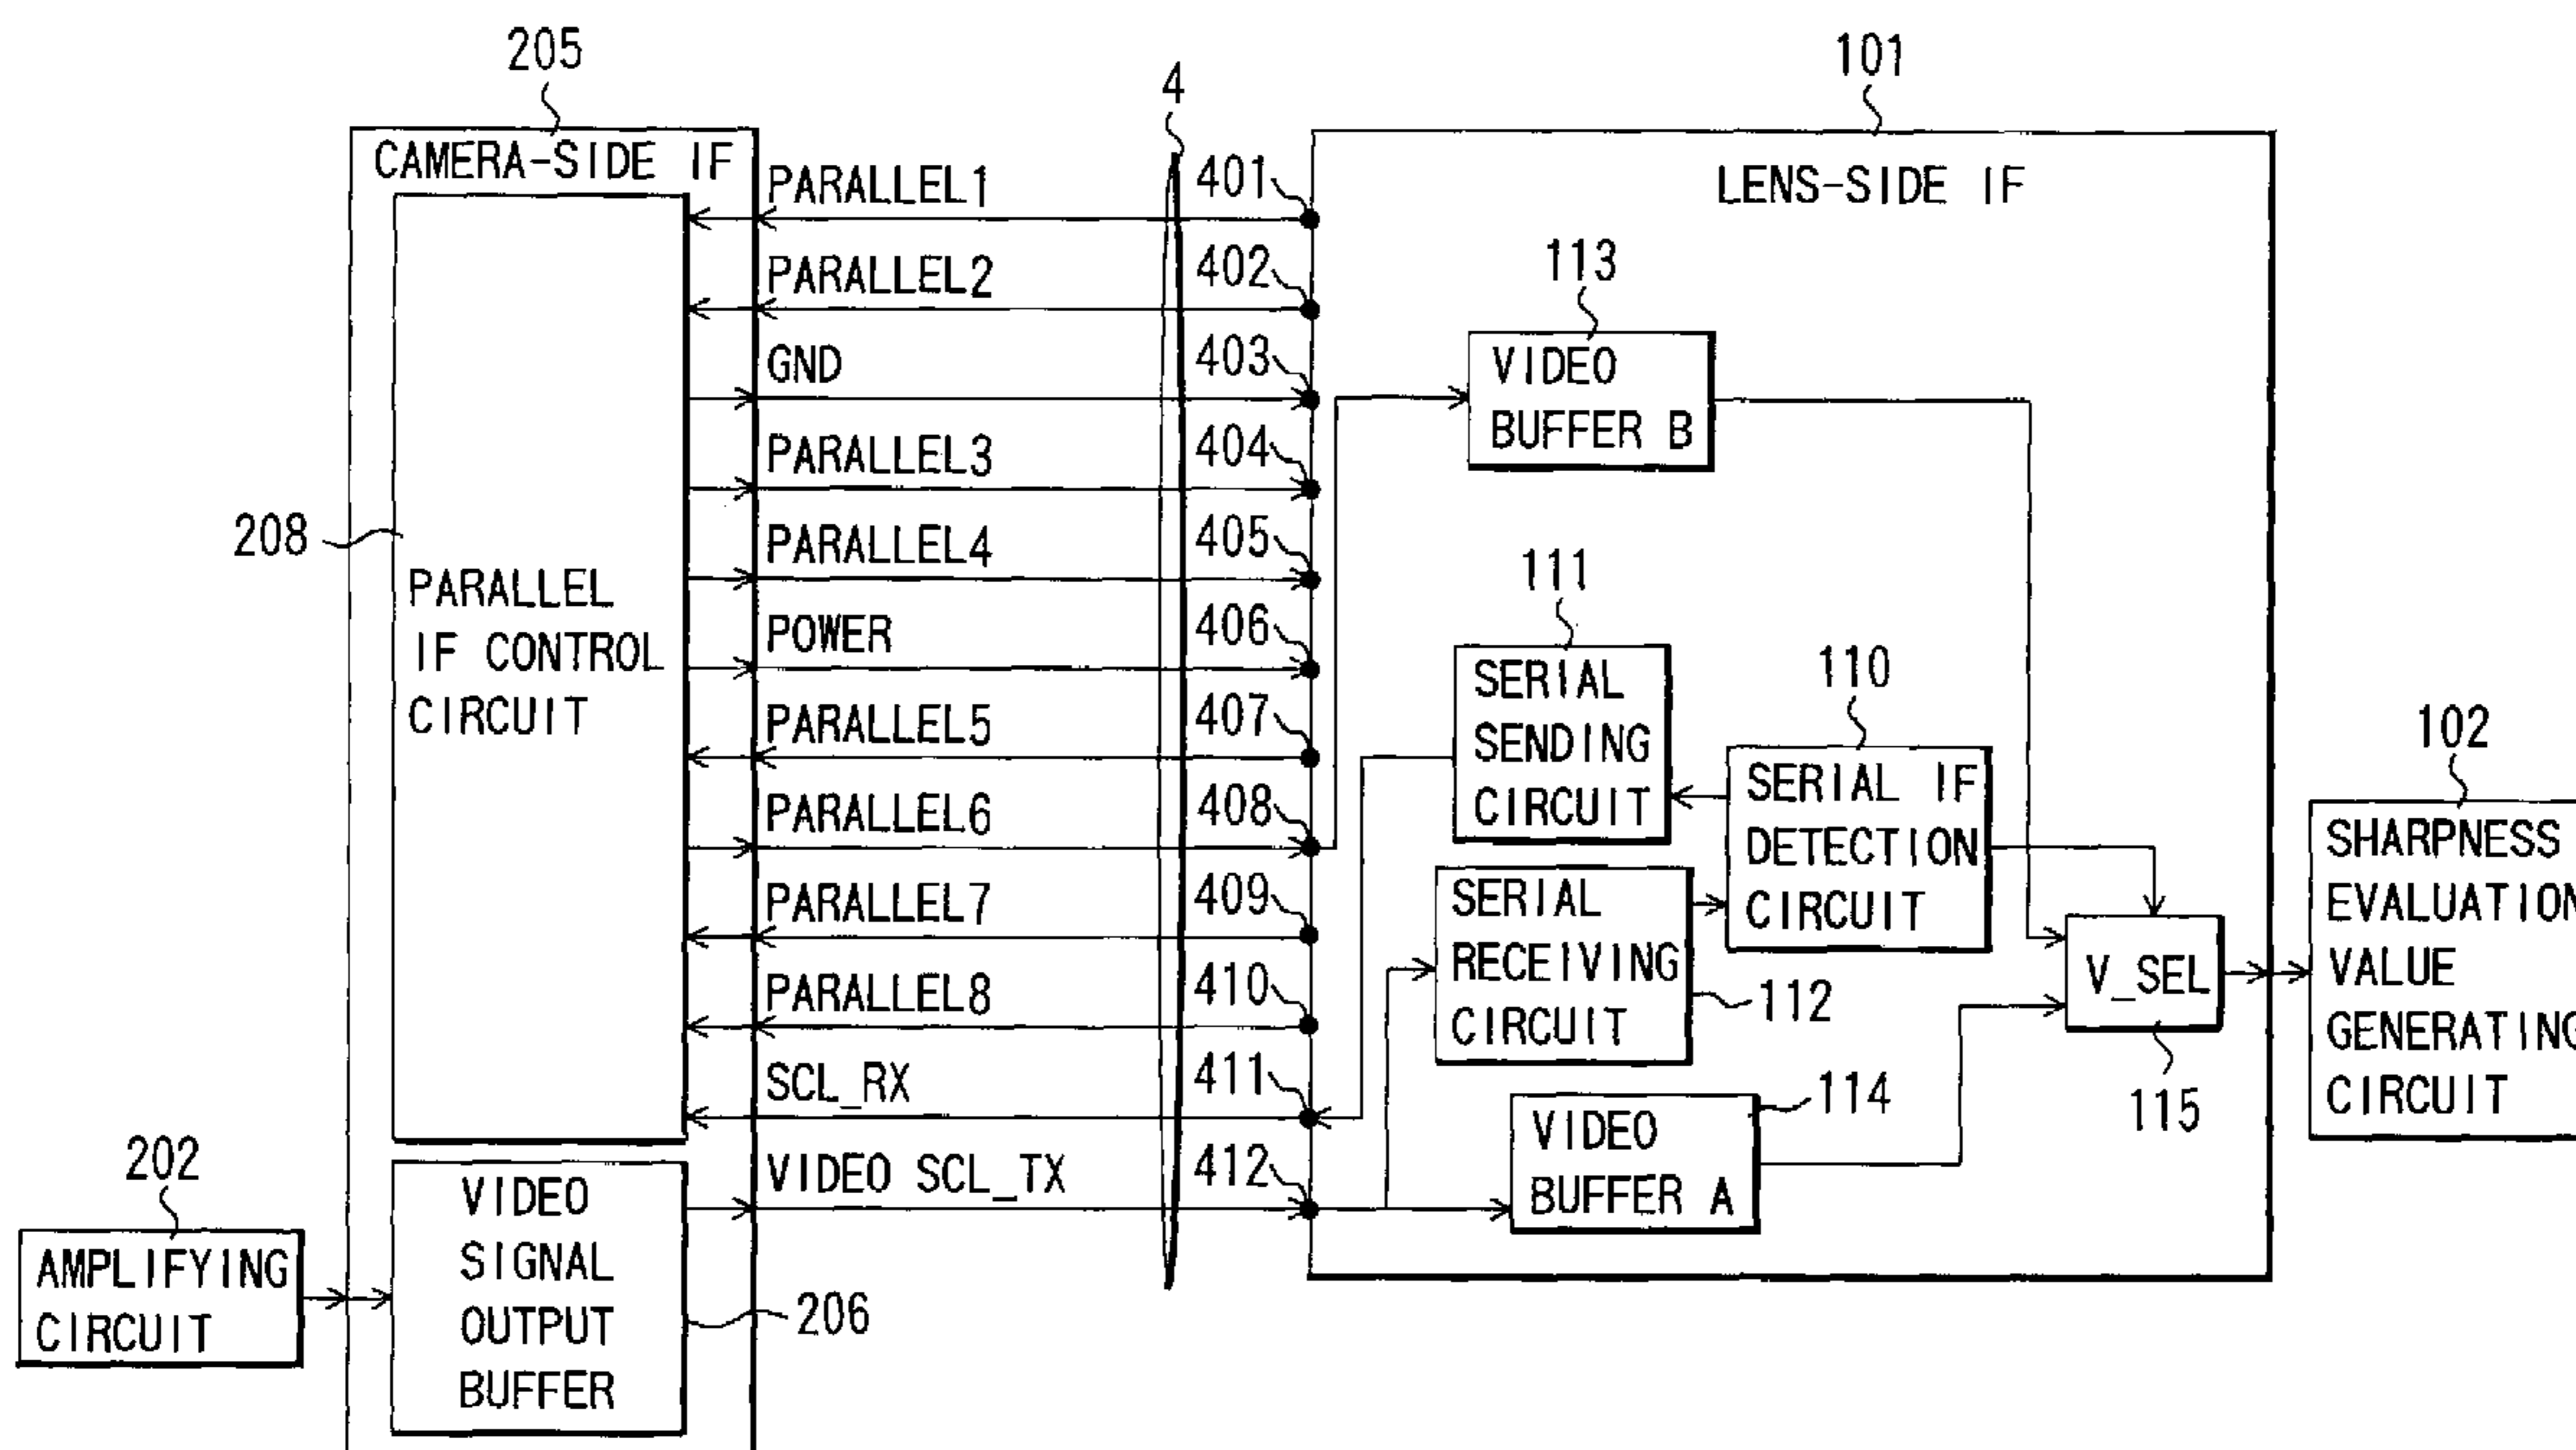 205
CAMERA-SIDE IF
208
PARALLEL
IF CONTROL
CIRCUIT
202
AMPLIFYING
CIRCUIT
VIDEO
SIGNAL
OUTPUT
BUFFER
206
4
PARALLEL1
401
PARALLEL2
402
GND
403
PARALLEL3
404
PARALLEL4
405
POWER
406
PARALLEL5
407
PARALLEL6
408
PARALLEL7
409
PARALLEL8
410
SCL_RX
411
VIDEO SCL_TX
412
101
LENS-SIDE IF
113
VIDEO
BUFFER B
111
SERIAL
SENDING
CIRCUIT
110
SERIAL IF
DETECTION
CIRCUIT
SERIAL
RECEIVING
CIRCUIT
112
VIDEO
BUFFER A
114
V_SEL
115
102
SHARPNESS
EVALUATION
VALUE
GENERATING
CIRCUIT